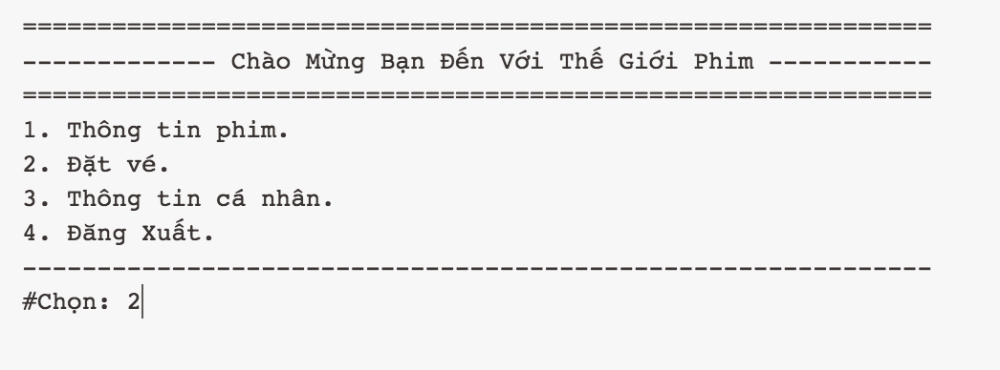 =============================================================
------------- Chào Mừng Bạn Đến Với Thế Giới Phim -----------
=============================================================
1. Thông tin phim.
2. Đặt vé.
3. Thông tin cá nhân.
4. Đăng Xuất.
-------------------------------------------------------------
#Chọn: 2